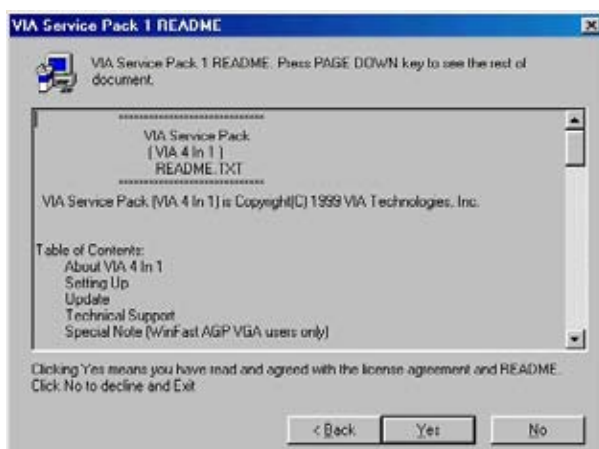 VIA Service Pack 1 README
VIA Service Pack 1 README. Press PAGE DOWN key to see the rest of
document.
******************************
VIA Service Pack
( VIA 4 In 1 )
README.TXT
******************************
VIA Service Pack (VIA 4 In 1) is Copyright(C) 1999 VIA Technologies, Inc.
Table of Contents:
About VIA 4 In 1
Setting Up
Update
Technical Support
Special Note (WinFast AGP VGA users only)
Clicking Yes means you have read and agreed with the license agreement and README.
Click No to decline and Exit
< Back
Yes
No